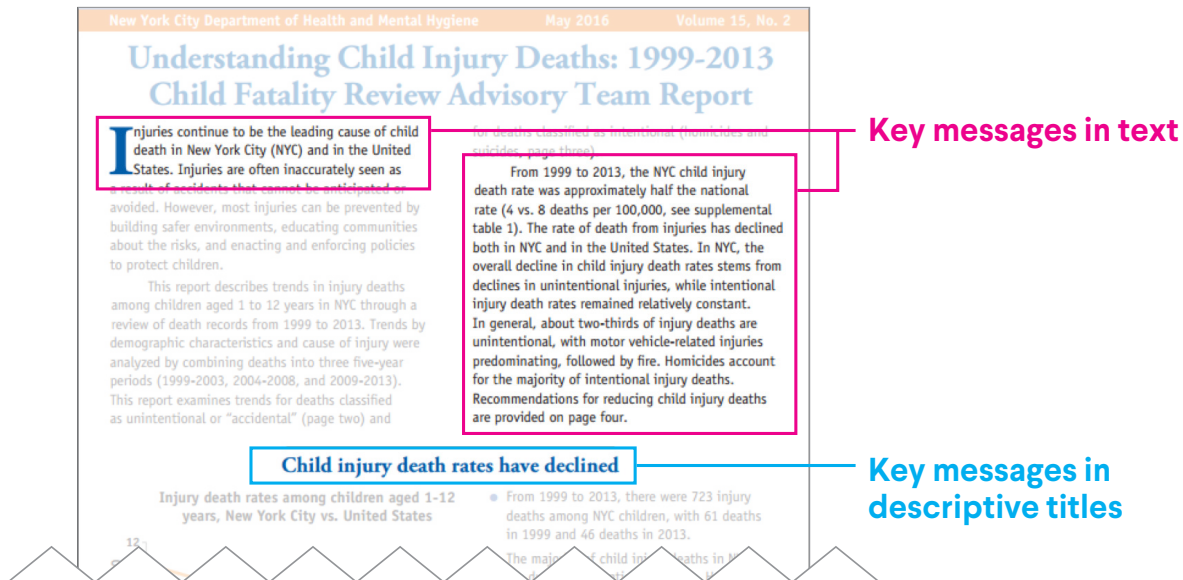 New York City Department of Health and Mental Hygiene May 2016 Volume 15, No. 2
Understanding Child Injury Deaths: 1999-2013
Child Fatality Review Advisory Team Report
Injuries continue to be the leading cause of child
death in New York City (NYC) and in the United
States. Injuries are often inaccurately seen as
a result of accidents that cannot be anticipated or
avoided. However, most injuries can be prevented by
building safer environments, educating communities
about the risks, and enacting and enforcing policies
to protect children.
This report describes trends in injury deaths
among children aged 1 to 12 years in NYC through a
review of death records from 1999 to 2013. Trends by
demographic characteristics and cause of injury were
analyzed by combining deaths into three five-year
periods (1999-2003, 2004-2008, and 2009-2013).
This report examines trends for deaths classified
as unintentional or “accidental” (page two) and
for deaths classified as intentional (homicides and
suicides, page three).
From 1999 to 2013, the NYC child injury
death rate was approximately half the national
rate (4 vs. 8 deaths per 100,000, see supplemental
table 1). The rate of death from injuries has declined
both in NYC and in the United States. In NYC, the
overall decline in child injury death rates stems from
declines in unintentional injuries, while intentional
injury death rates remained relatively constant.
In general, about two-thirds of injury deaths are
unintentional, with motor vehicle-related injuries
predominating, followed by fire. Homicides account
for the majority of intentional injury deaths.
Recommendations for reducing child injury deaths
are provided on page four.
Key messages in text
Child injury death rates have declined
Key messages in
descriptive titles
Injury death rates among children aged 1-12
years, New York City vs. United States
12
• From 1999 to 2013, there were 723 injury
deaths among NYC children, with 61 deaths
in 1999 and 46 deaths in 2013.
The of child deaths in